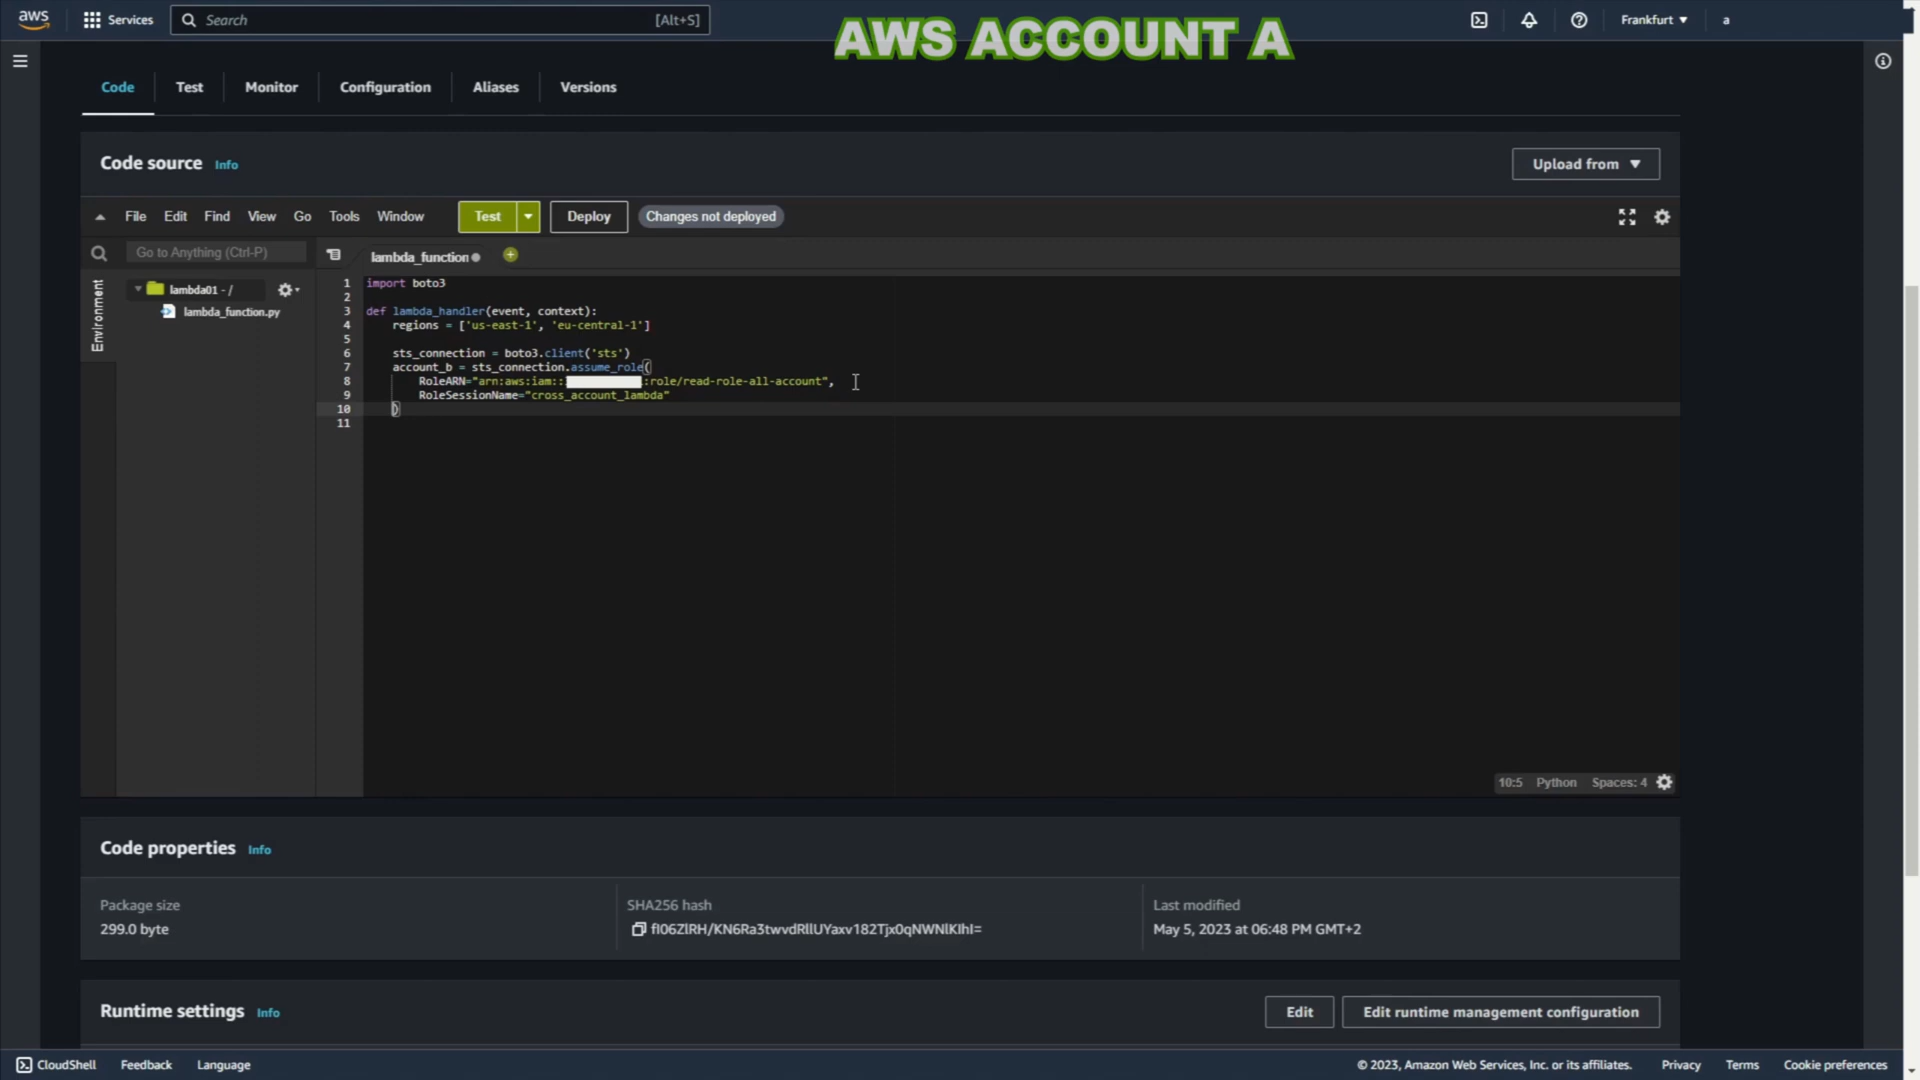 aws Services Search [Alt+S] Frankfurt a
AWS ACCOUNT A
Code Test Monitor Configuration Aliases Versions
Code source Info Upload from
File Edit Find View Go Tools Window Test Deploy Changes not deployed
Go to Anything (Ctrl-P) lambda_function
Environment
lambda01 - /
lambda_function.py
1 import boto3
2
3 def lambda_handler(event, context):
4 regions = ['us-east-1', 'eu-central-1']
5
6 sts_connection = boto3.client('sts')
7 account_b = sts_connection.assume_role(
8 RoleARN="arn:aws:iam:: :role/read-role-all-account",
9 RoleSessionName="cross_account_lambda"
10 )
11
10:5 Python Spaces: 4
Code properties Info
Package size SHA256 hash Last modified
299.0 byte May 5, 2023 at 06:48 PM GMT+2
Runtime settings Info Edit Edit runtime management configuration
CloudShell Feedback Language © 2023, Amazon Web Services, Inc. or its affiliates. Privacy Terms Cookie preferences